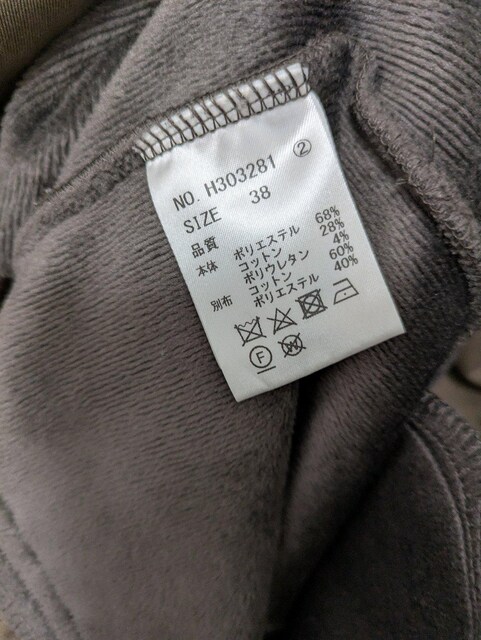 NO. H303281 ②
SIZE 38
品質
本体 ポリエステル 68%
コットン 28%
ポリウレタン 4%
別布 コットン 60%
ポリエステル 40%
F W